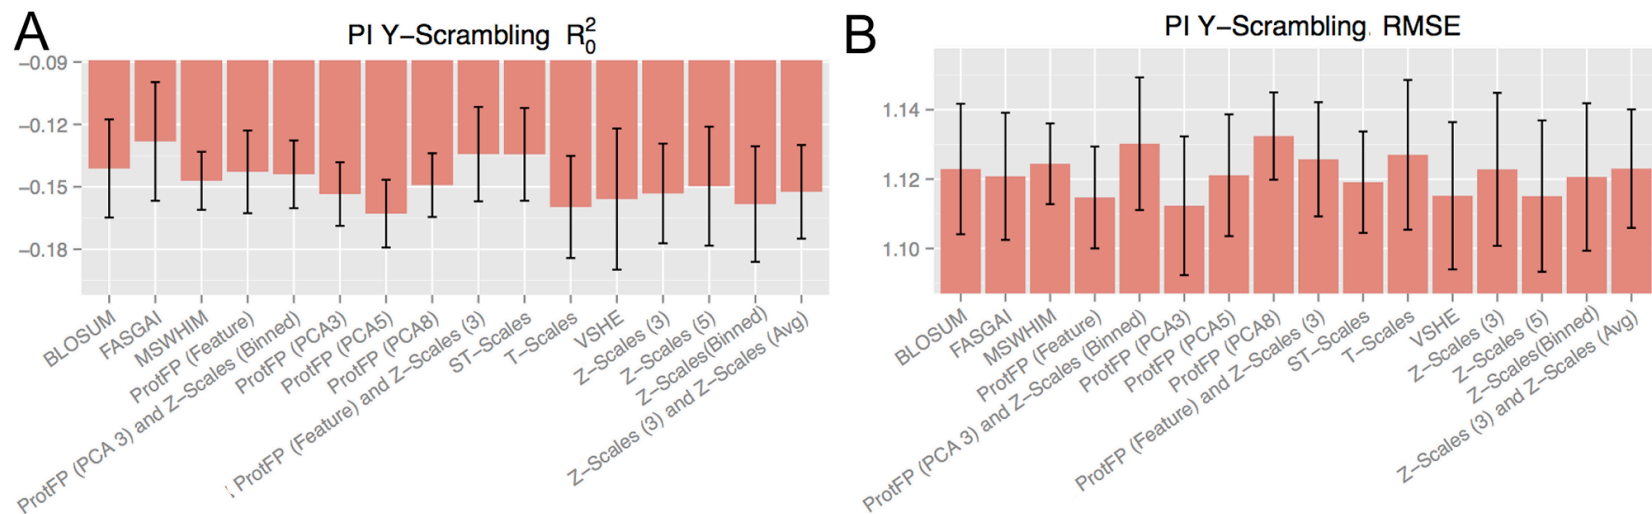 A
PI Y−Scrambling R₀²
−0.09
−0.12
−0.15
−0.18
BLOSUM
FASGAI
MSWHIM
ProtFP (Feature)
ProtFP (PCA 3) and Z−Scales (Binned)
ProtFP (PCA3)
ProtFP (PCA5)
ProtFP (PCA8)
ProtFP (Feature) and Z−Scales (3)
ST−Scales
T−Scales
VSHE
Z−Scales (3)
Z−Scales (5)
Z−Scales(Binned)
Z−Scales (3) and Z−Scales (Avg)
B
PI Y−Scrambling RMSE
1.14
1.12
1.10
BLOSUM
FASGAI
MSWHIM
ProtFP (Feature)
ProtFP (PCA 3) and Z−Scales (Binned)
ProtFP (PCA3)
ProtFP (PCA5)
ProtFP (PCA8)
ProtFP (Feature) and Z−Scales (3)
ST−Scales
T−Scales
VSHE
Z−Scales (3)
Z−Scales (5)
Z−Scales(Binned)
Z−Scales (3) and Z−Scales (Avg)